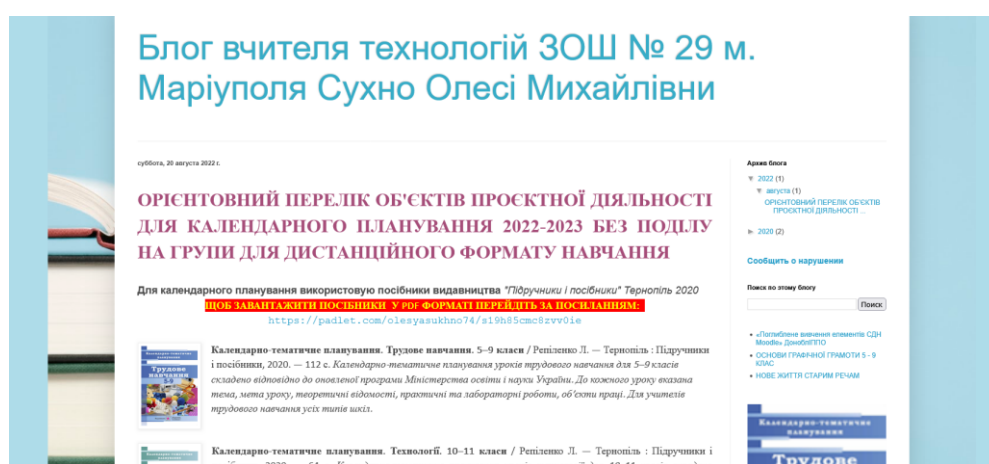 Блог вчителя технологій ЗОШ № 29 м.
Маріуполя Сухно Олесі Михайлівни
суббота, 20 августа 2022 г.
ОРІЄНТОВНИЙ ПЕРЕЛІК ОБ'ЄКТІВ ПРОЄКТНОЇ ДІЯЛЬНОСТІ
ДЛЯ КАЛЕНДАРНОГО ПЛАНУВАННЯ 2022-2023 БЕЗ ПОДІЛУ
НА ГРУПИ ДЛЯ ДИСТАНЦІЙНОГО ФОРМАТУ НАВЧАННЯ
Для календарного планування використовую посібники видавництва "Підручники і посібники" Тернопіль 2020
ЩОБ ЗАВАНТАЖИТИ ПОСІБНИКИ У PDF ФОРМАТІ ПЕРЕЙДІТЬ ЗА ПОСИЛАННЯМ:
https://padlet.com/olesyasukhno74/s19h85cmc8zvv0ie
Календарно-тематичне планування
Трудове
навчання
5-9
Календарно-тематичне планування. Трудове навчання. 5–9 класи / Репіленко Л. — Тернопіль : Підручники
і посібники, 2020. — 112 с. Календарно-тематичне планування уроків трудового навчання для 5–9 класів
складено відповідно до оновленої програми Міністерства освіти і науки України. До кожного уроку вказана
тема, мета уроку, теоретичні відомості, практичні та лабораторні роботи, об'єкти праці. Для учителів
трудового навчання усіх типів шкіл.
Календарно-тематичне планування. Технології. 10–11 класи / Репіленко Л. — Тернопіль : Підручники і
Архив блога
▼ 2022 (1)
▼ августа (1)
ОРІЄНТОВНИЙ ПЕРЕЛІК ОБ'ЄКТІВ
ПРОЄКТНОЇ ДІЯЛЬНОСТІ ...
► 2020 (2)
Сообщить о нарушении
Поиск по этому блогу
Поиск
«Поглиблене вивчення елементів СДН
Moodle» ДоноблІППО
ОСНОВИ ГРАФІЧНОЇ ГРАМОТИ 5 - 9
КЛАС
НОВЕ ЖИТТЯ СТАРИМ РЕЧАМ
Календарно-тематичне
планування
Трудове